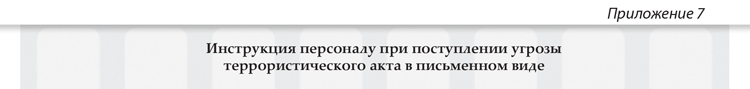 Приложение 7
Инструкция персоналу при поступлении угрозы
террористического акта в письменном виде